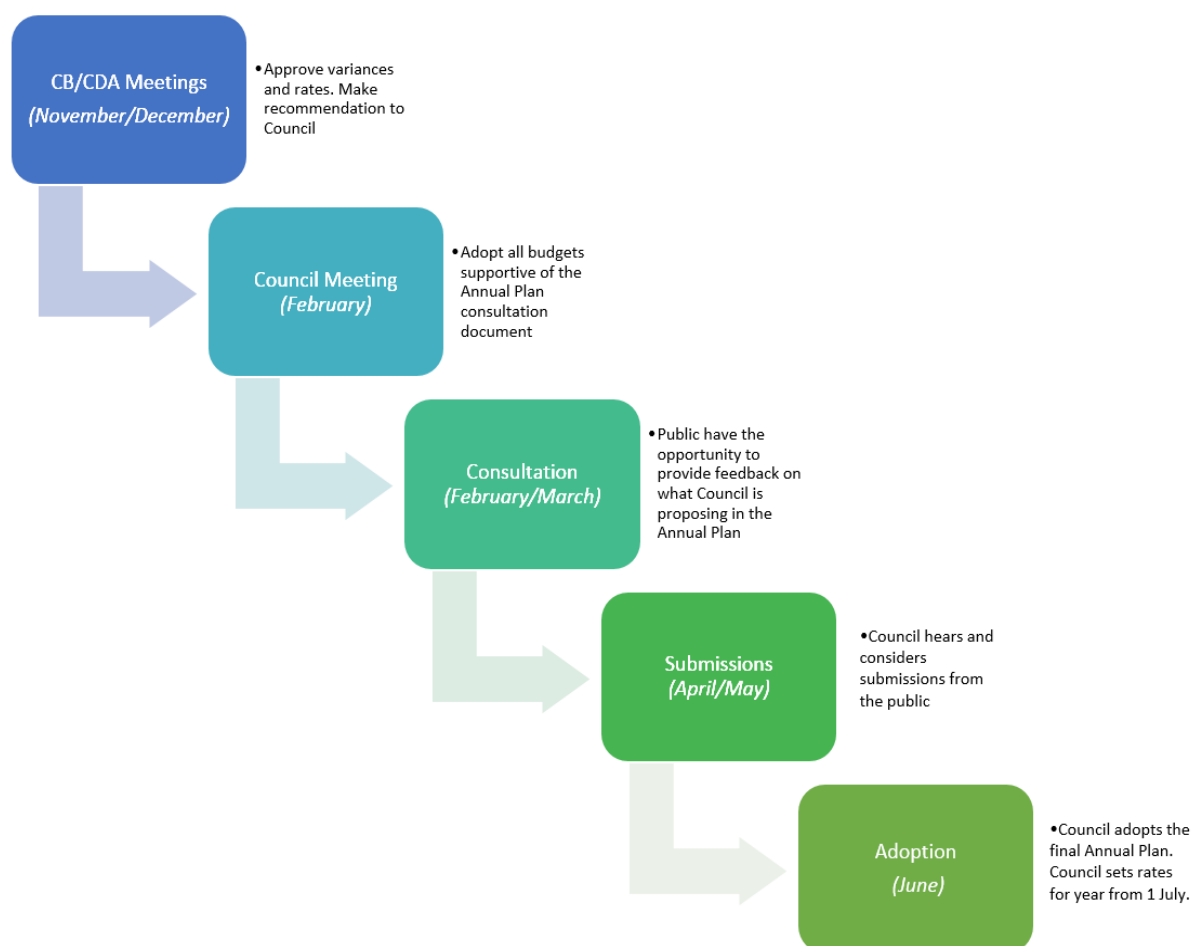 CB/CDA Meetings
(November/December)
•Approve variances
and rates. Make
recommendation to
Council
Council Meeting
(February)
•Adopt all budgets
supportive of the
Annual Plan
consultation
document
Consultation
(February/March)
•Public have the
opportunity to
provide feedback on
what Council is
proposing in the
Annual Plan
Submissions
(April/May)
•Council hears and
considers
submissions from
the public
Adoption
(June)
•Council adopts the
final Annual Plan.
Council sets rates
for year from 1 July.